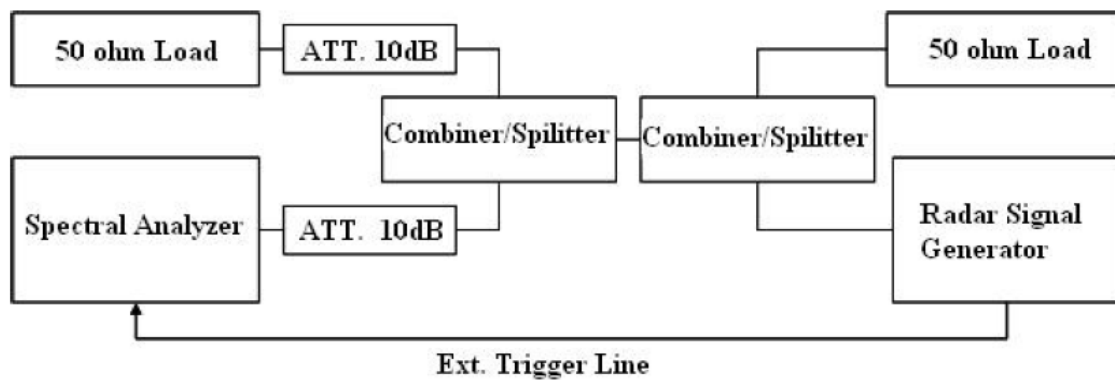 50 ohm Load
ATT. 10dB
50 ohm Load
Combiner/Spilitter
Combiner/Spilitter
Spectral Analyzer
ATT. 10dB
Radar Signal
Generator
Ext. Trigger Line